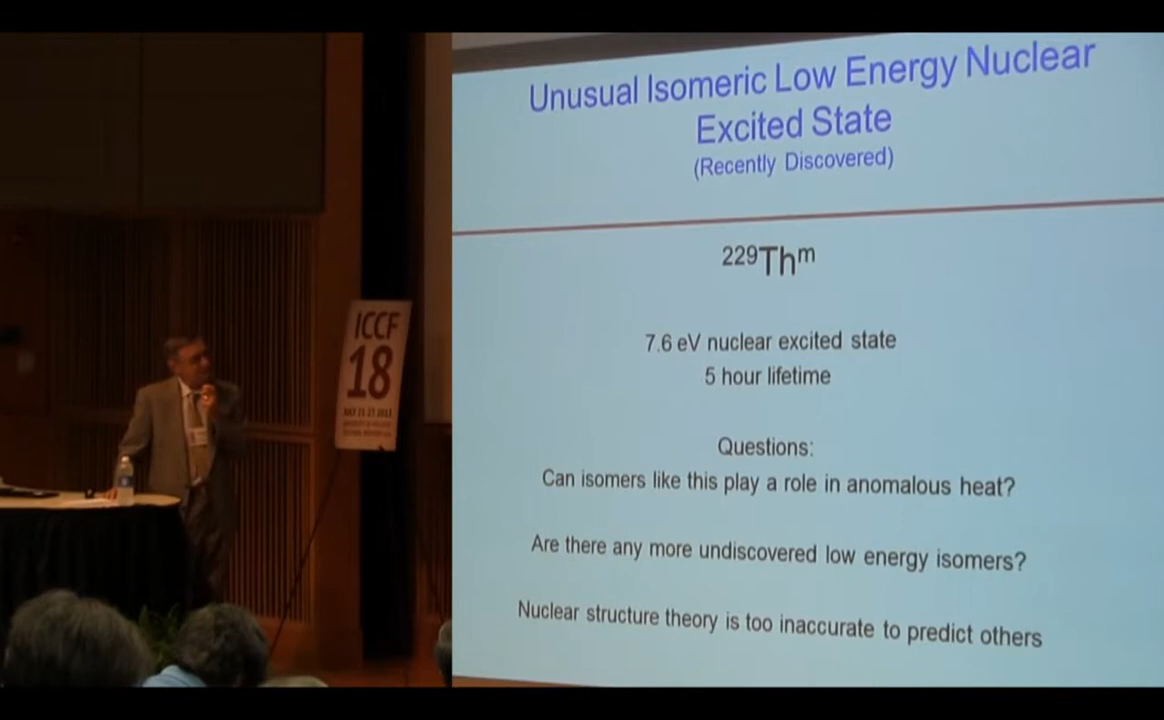 Unusual Isomeric Low Energy Nuclear
Excited State
(Recently Discovered)
229Thm
7.6 eV nuclear excited state
5 hour lifetime
Questions:
Can isomers like this play a role in anomalous heat?
Are there any more undiscovered low energy isomers?
Nuclear structure theory is too inaccurate to predict others
ICCF
18